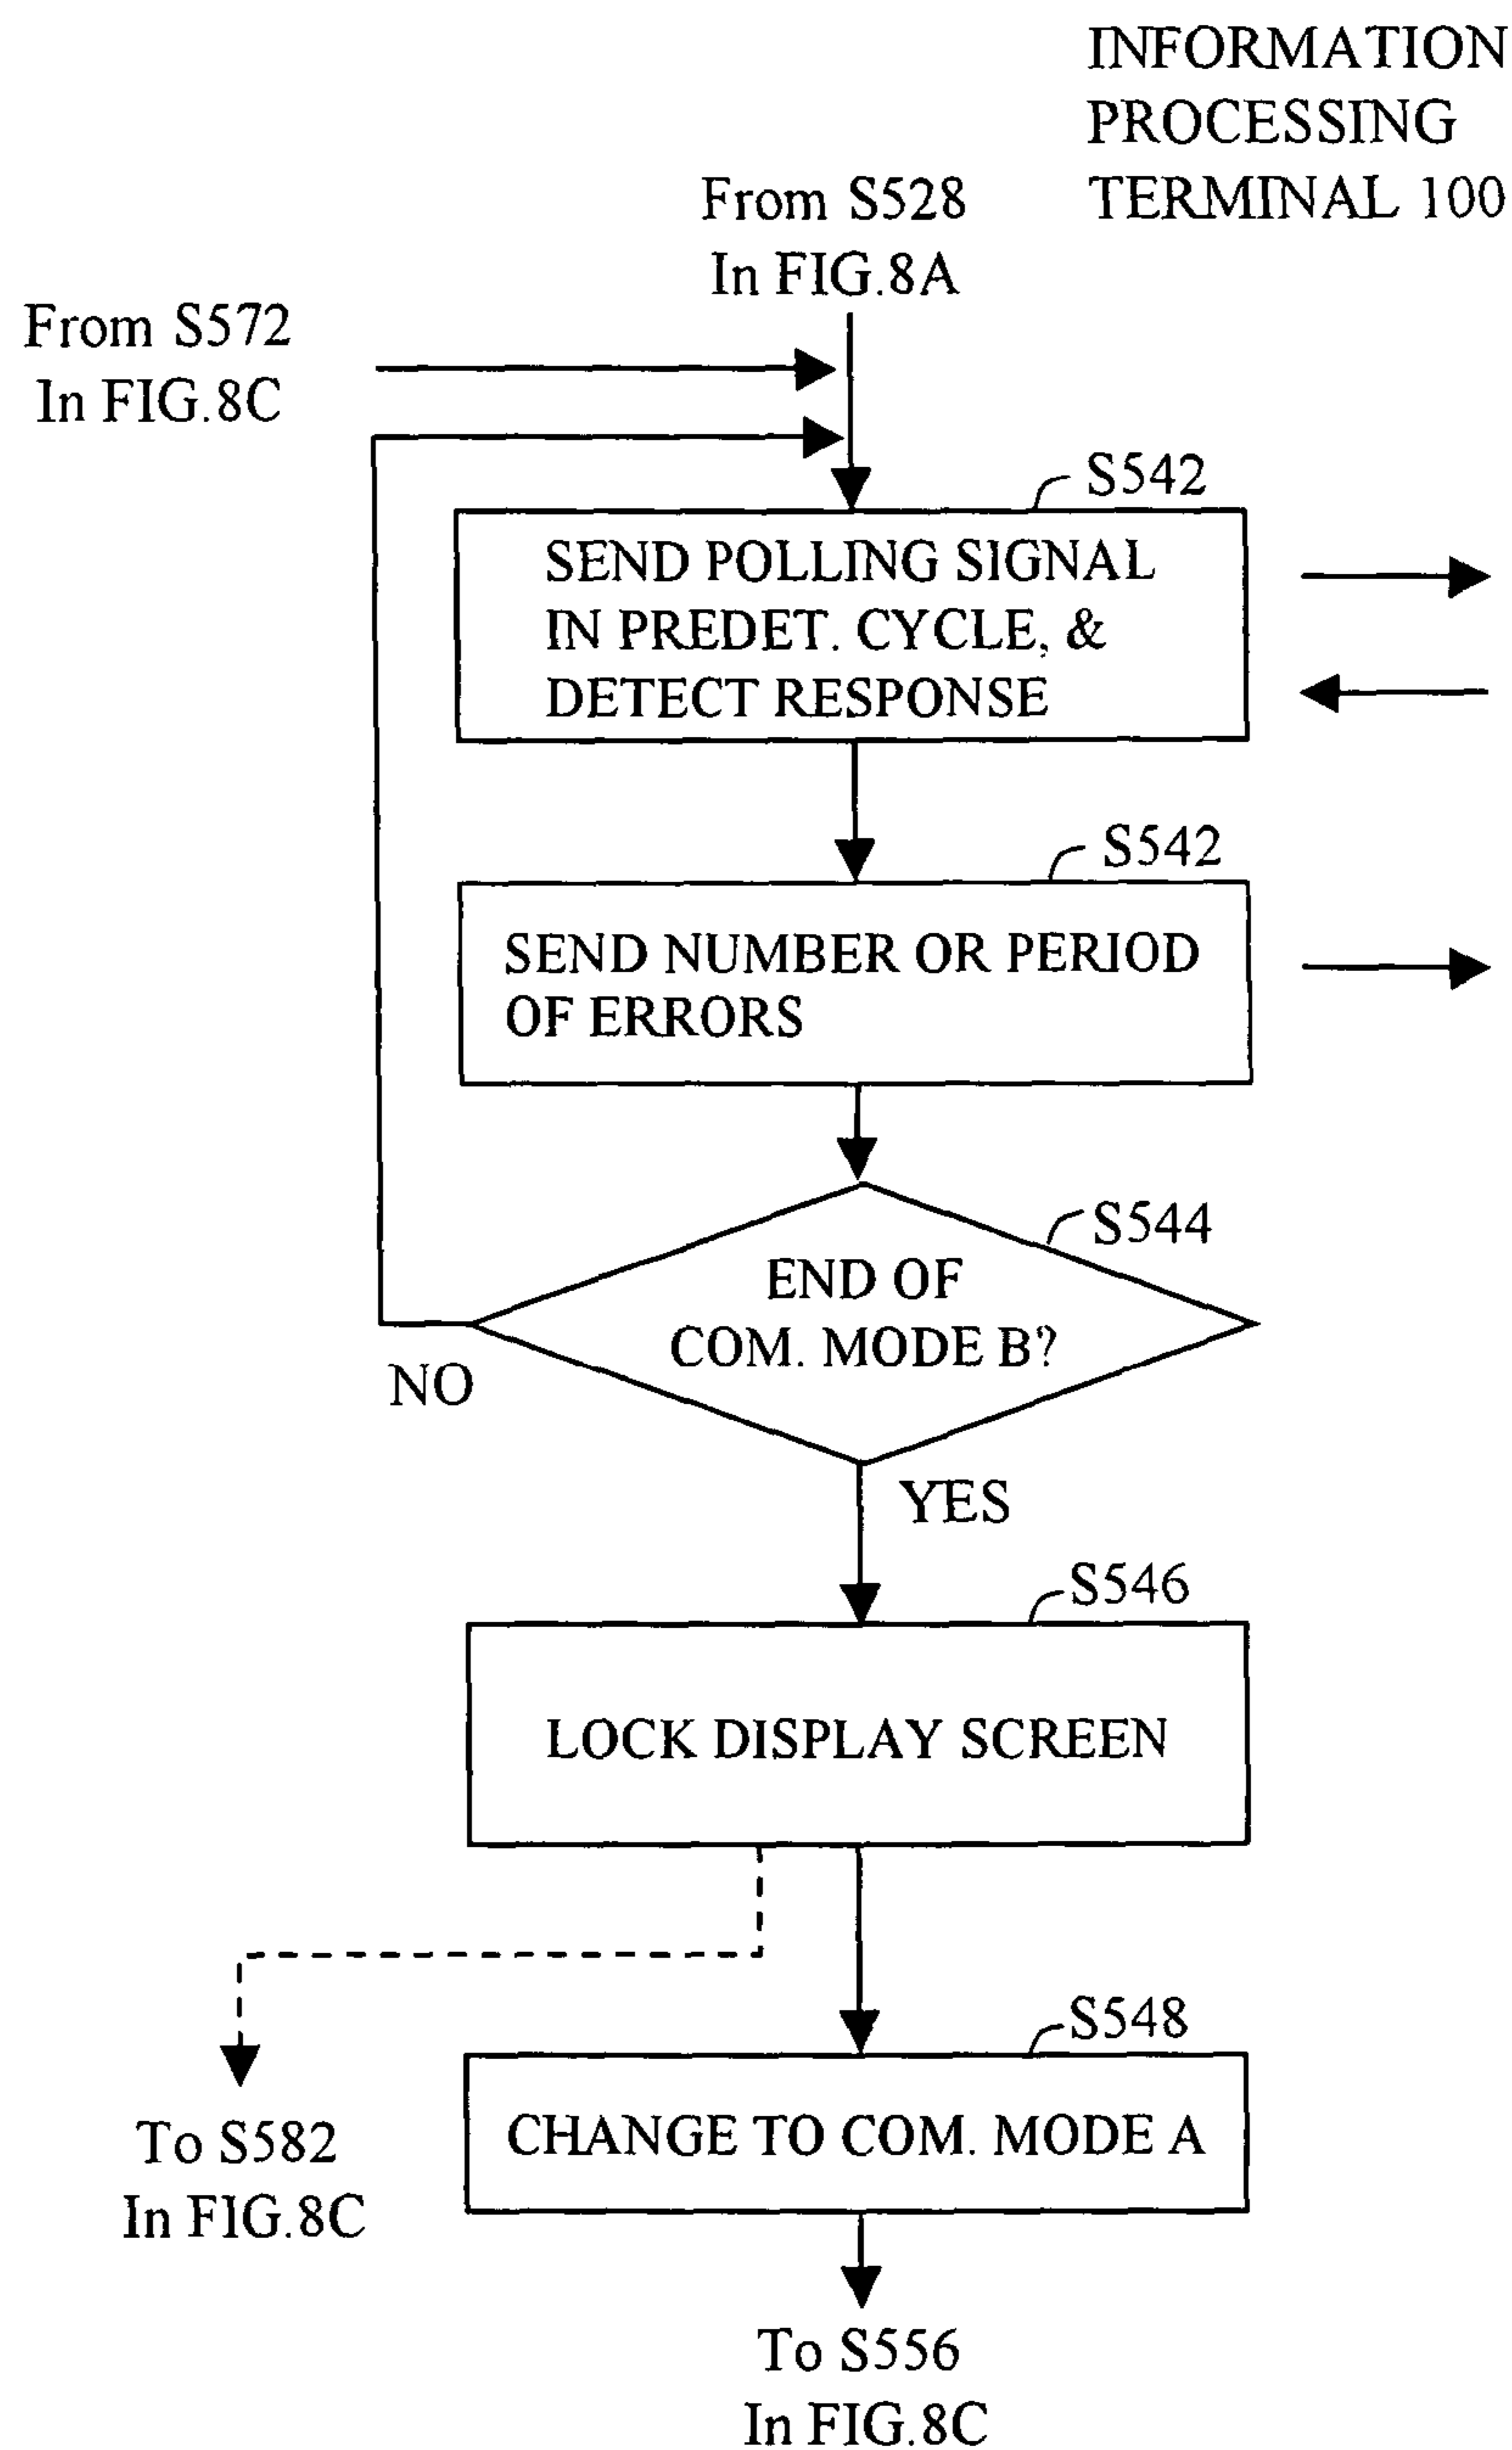 INFORMATION
PROCESSING
TERMINAL 100
From S528
In FIG.8A
From S572
In FIG.8C
S542
SEND POLLING SIGNAL
IN PREDET. CYCLE, &
DETECT RESPONSE
S542
SEND NUMBER OR PERIOD
OF ERRORS
S544
END OF
COM. MODE B?
NO
YES
S546
LOCK DISPLAY SCREEN
S548
CHANGE TO COM. MODE A
To S582
In FIG.8C
To S556
In FIG.8C